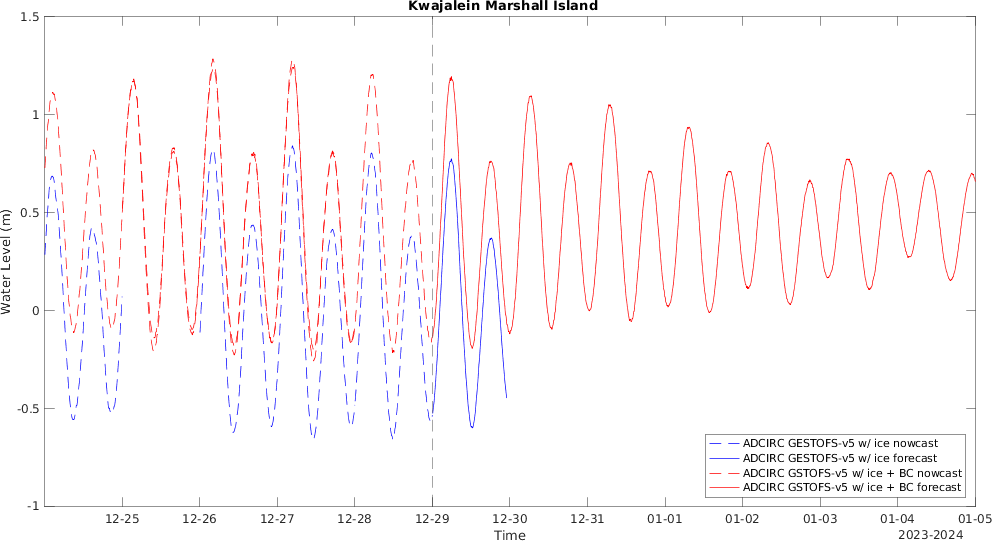 Kwajalein Marshall Island
1.5
1
0.5
0
-0.5
-1
Water Level (m)
ADCIRC GESTOFS-v5 w/ ice nowcast
ADCIRC GESTOFS-v5 w/ ice forecast
ADCIRC GSTOFS-v5 w/ ice + BC nowcast
ADCIRC GSTOFS-v5 w/ ice + BC forecast
12-25 12-26 12-27 12-28 12-29 12-30 12-31 01-01 01-02 01-03 01-04 01-05
Time
2023-2024